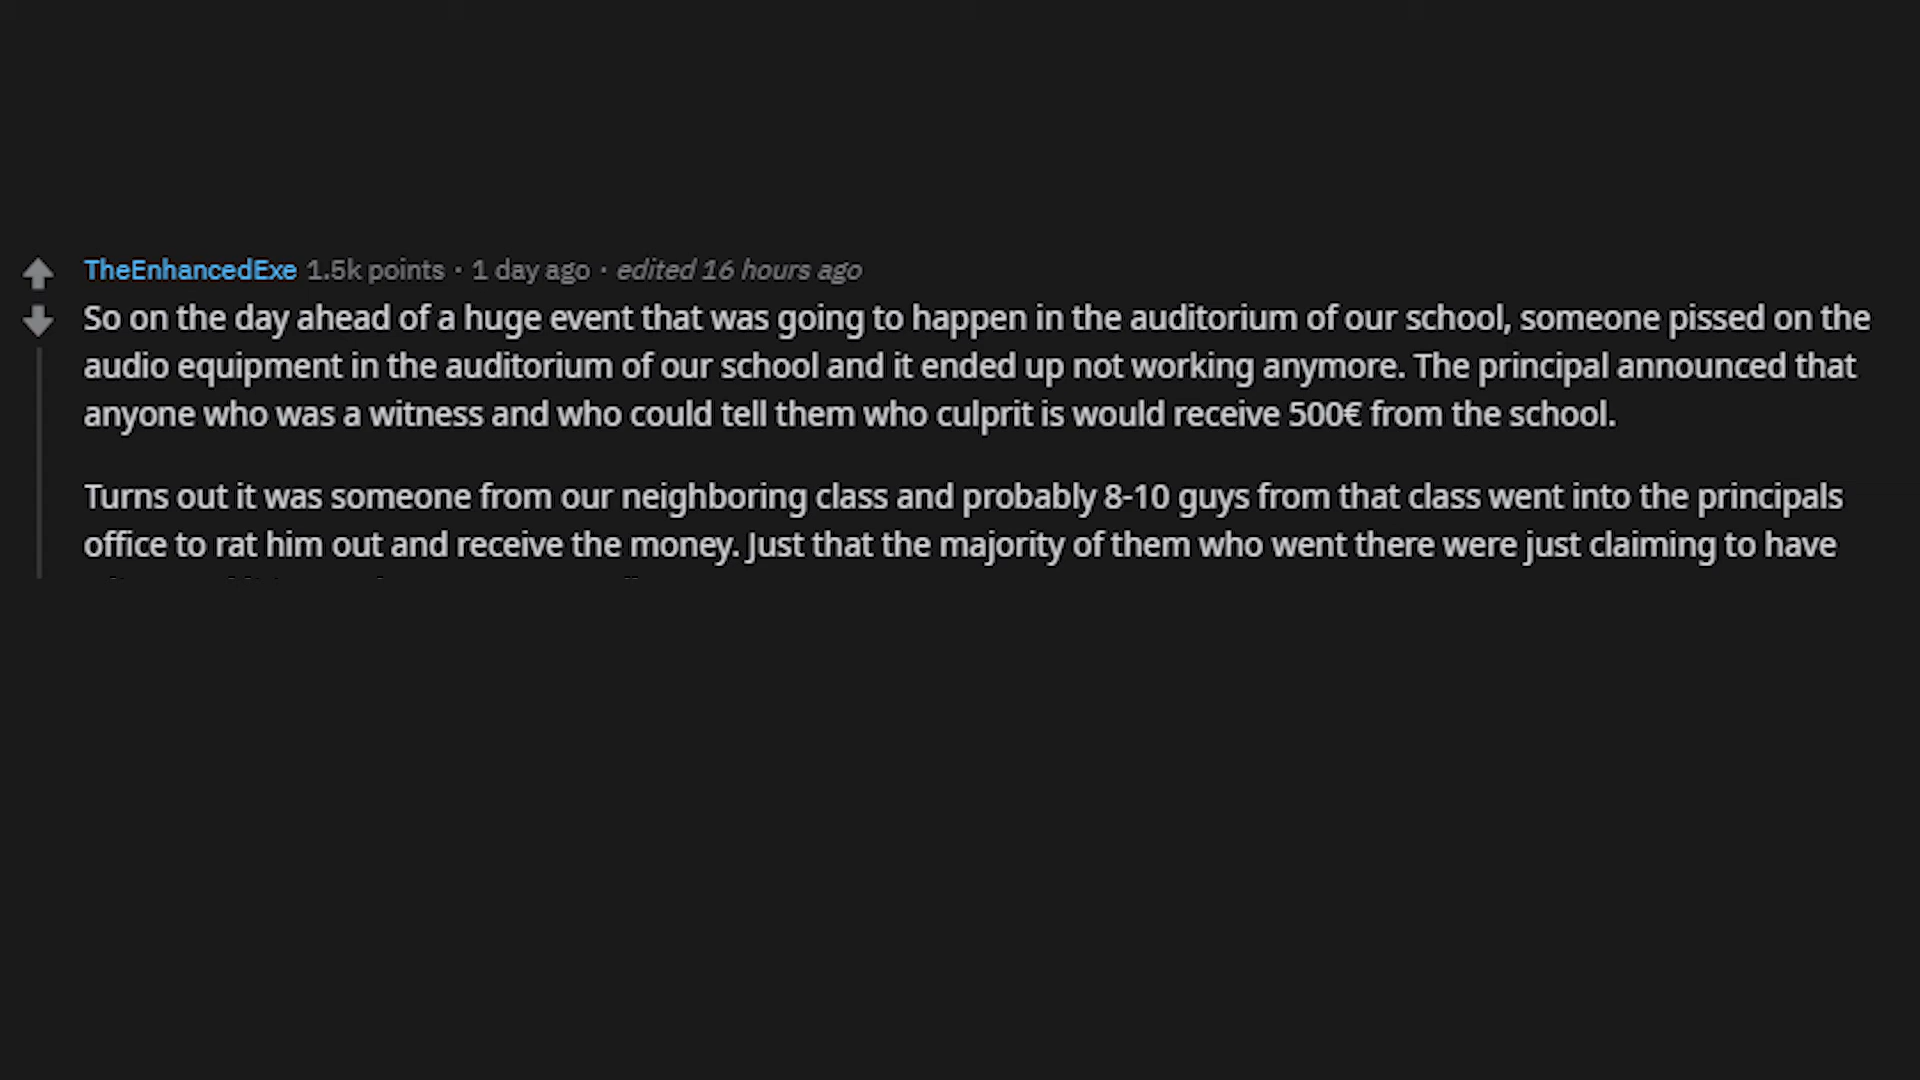 TheEnhancedExe 1.5k points · 1 day ago · edited 16 hours ago
So on the day ahead of a huge event that was going to happen in the auditorium of our school, someone pissed on the
audio equipment in the auditorium of our school and it ended up not working anymore. The principal announced that
anyone who was a witness and who could tell them who culprit is would receive 500€ from the school.
Turns out it was someone from our neighboring class and probably 8-10 guys from that class went into the principals
office to rat him out and receive the money. Just that the majority of them who went there were just claiming to have